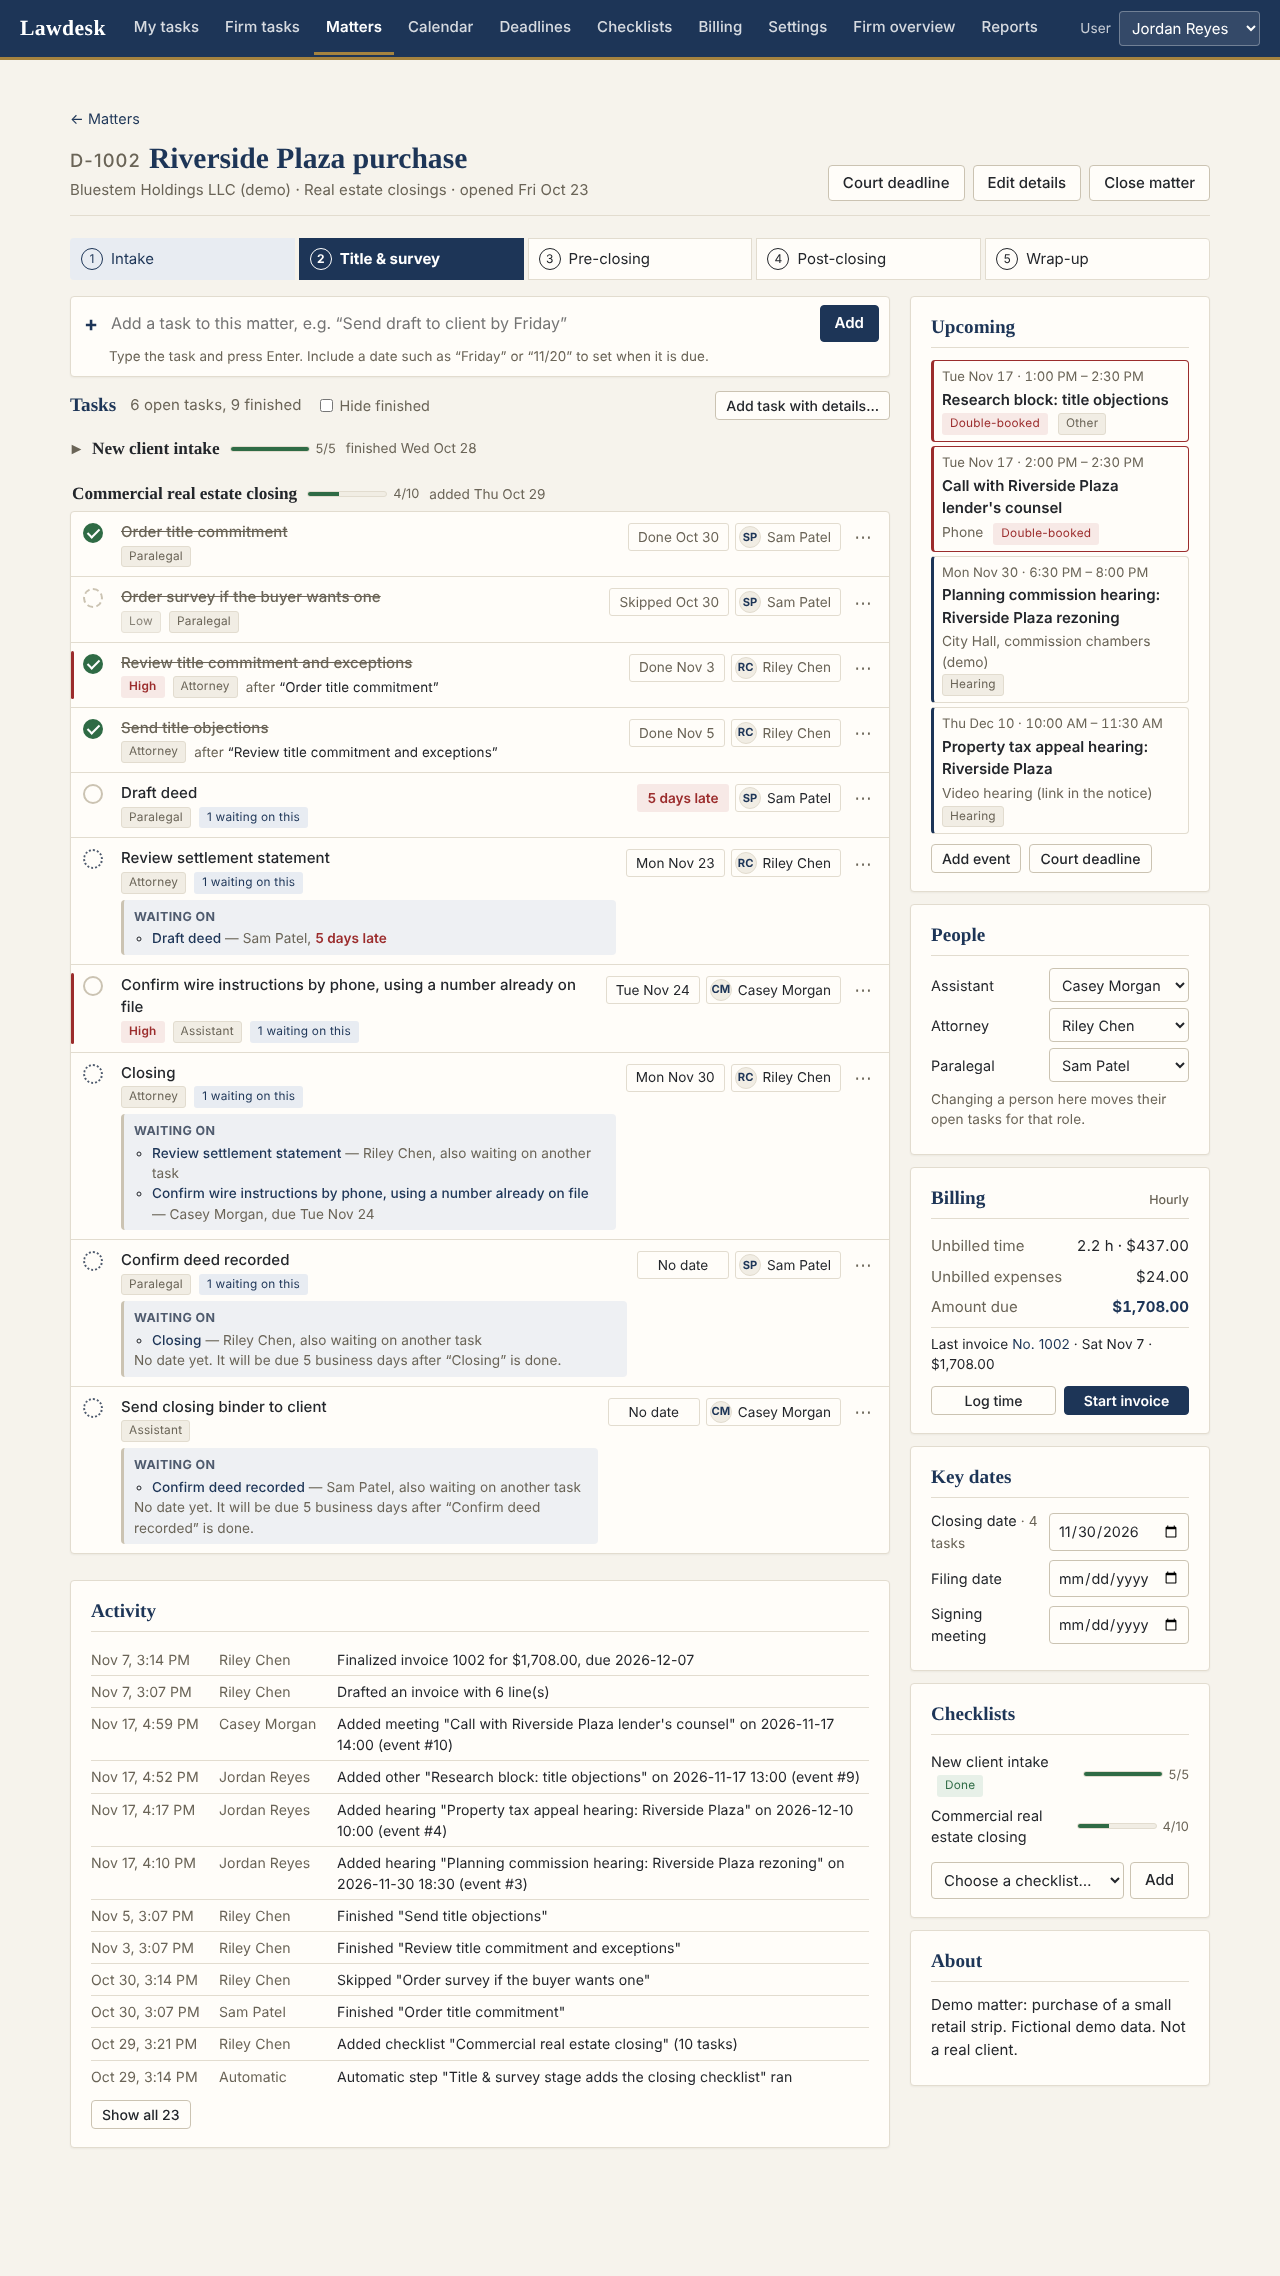 Lawdesk
My tasks
Firm tasks
Matters
Calendar
Deadlines
Checklists
Billing
Settings
Firm overview
Reports
User
Jordan Reyes
← Matters
D-1002 Riverside Plaza purchase
Bluestem Holdings LLC (demo) · Real estate closings · opened Fri Oct 23
Court deadline
Edit details
Close matter
1 Intake
2 Title & survey
3 Pre-closing
4 Post-closing
5 Wrap-up
+ Add a task to this matter, e.g. “Send draft to client by Friday”
Add
Type the task and press Enter. Include a date such as “Friday” or “11/20” to set when it is due.
Tasks 6 open tasks, 9 finished
Hide finished
Add task with details...
▶ New client intake 5/5 finished Wed Oct 28
Commercial real estate closing 4/10 added Thu Oct 29
Order title commitment
Done Oct 30
SP Sam Patel
...
Paralegal
Order survey if the buyer wants one
Skipped Oct 30
SP Sam Patel
...
Low Paralegal
Review title commitment and exceptions
Done Nov 3
RC Riley Chen
...
High Attorney after “Order title commitment”
Send title objections
Done Nov 5
RC Riley Chen
...
Attorney after “Review title commitment and exceptions”
Draft deed
5 days late
SP Sam Patel
...
Paralegal 1 waiting on this
Review settlement statement
Mon Nov 23
RC Riley Chen
...
Attorney 1 waiting on this
WAITING ON
Draft deed — Sam Patel, 5 days late
Confirm wire instructions by phone, using a number already on
file
Tue Nov 24
CM Casey Morgan
...
High Assistant 1 waiting on this
Closing
Mon Nov 30
RC Riley Chen
...
Attorney 1 waiting on this
WAITING ON
Review settlement statement — Riley Chen, also waiting on another
task
Confirm wire instructions by phone, using a number already on file
— Casey Morgan, due Tue Nov 24
Confirm deed recorded
No date
SP Sam Patel
...
Paralegal 1 waiting on this
WAITING ON
Closing — Riley Chen, also waiting on another task
No date yet. It will be due 5 business days after “Closing” is done.
Send closing binder to client
No date
CM Casey Morgan
...
Assistant
WAITING ON
Confirm deed recorded — Sam Patel, also waiting on another task
No date yet. It will be due 5 business days after “Confirm deed
recorded” is done.
Activity
Nov 7, 3:14 PM Riley Chen Finalized invoice 1002 for $1,708.00, due 2026-12-07
Nov 7, 3:07 PM Riley Chen Drafted an invoice with 6 line(s)
Nov 17, 4:59 PM Casey Morgan Added meeting "Call with Riverside Plaza lender's counsel" on 2026-11-17
14:00 (event #10)
Nov 17, 4:52 PM Jordan Reyes Added other "Research block: title objections" on 2026-11-17 13:00 (event #9)
Nov 17, 4:17 PM Jordan Reyes Added hearing "Property tax appeal hearing: Riverside Plaza" on 2026-12-10
10:00 (event #4)
Nov 17, 4:10 PM Jordan Reyes Added hearing "Planning commission hearing: Riverside Plaza rezoning" on
2026-11-30 18:30 (event #3)
Nov 5, 3:07 PM Riley Chen Finished "Send title objections"
Nov 3, 3:07 PM Riley Chen Finished "Review title commitment and exceptions"
Oct 30, 3:14 PM Riley Chen Skipped "Order survey if the buyer wants one"
Oct 30, 3:07 PM Sam Patel Finished "Order title commitment"
Oct 29, 3:21 PM Riley Chen Added checklist "Commercial real estate closing" (10 tasks)
Oct 29, 3:14 PM Automatic Automatic step "Title & survey stage adds the closing checklist" ran
Show all 23
Upcoming
Tue Nov 17 · 1:00 PM – 2:30 PM
Research block: title objections
Double-booked Other
Tue Nov 17 · 2:00 PM – 2:30 PM
Call with Riverside Plaza
lender's counsel
Phone Double-booked
Mon Nov 30 · 6:30 PM – 8:00 PM
Planning commission hearing:
Riverside Plaza rezoning
City Hall, commission chambers
(demo)
Hearing
Thu Dec 10 · 10:00 AM – 11:30 AM
Property tax appeal hearing:
Riverside Plaza
Video hearing (link in the notice)
Hearing
Add event
Court deadline
People
Assistant Casey Morgan
Attorney Riley Chen
Paralegal Sam Patel
Changing a person here moves their
open tasks for that role.
Billing Hourly
Unbilled time 2.2 h · $437.00
Unbilled expenses $24.00
Amount due $1,708.00
Last invoice No. 1002 · Sat Nov 7 ·
$1,708.00
Log time
Start invoice
Key dates
Closing date · 4
tasks
11/30/2026
Filing date mm/dd/yyyy
Signing
meeting
mm/dd/yyyy
Checklists
New client intake
Done
5/5
Commercial real
estate closing
4/10
Choose a checklist...
Add
About
Demo matter: purchase of a small
retail strip. Fictional demo data. Not
a real client.